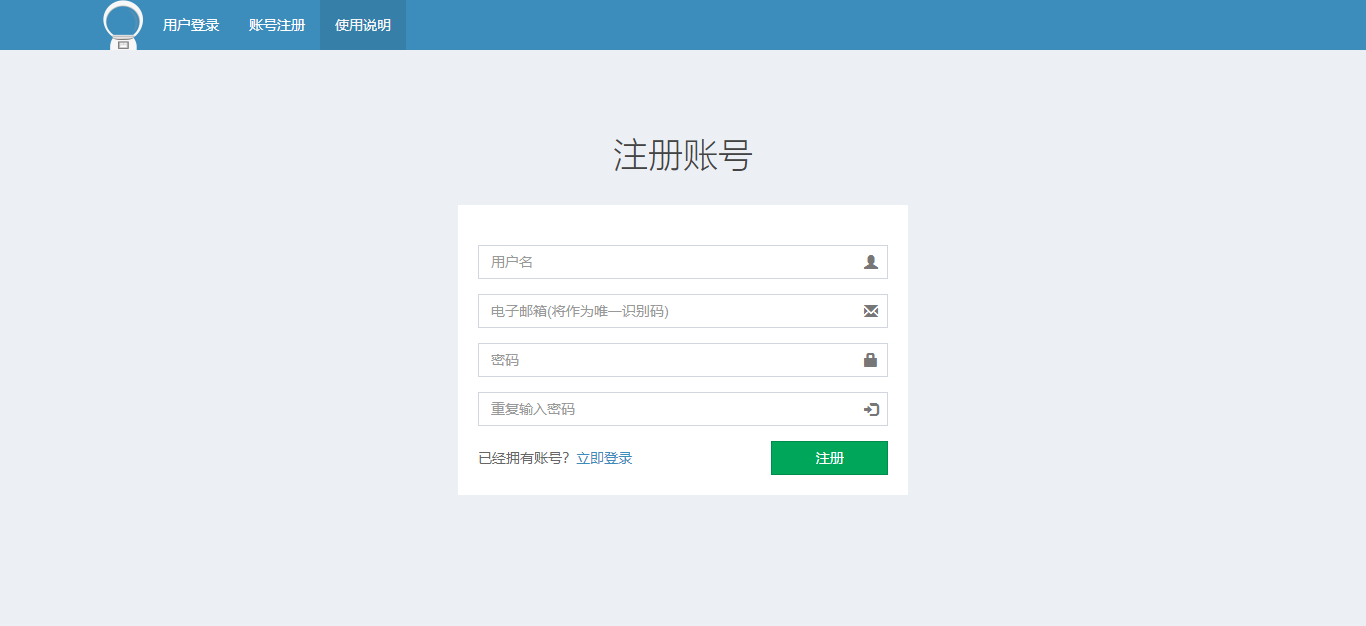 用户登录 账号注册 使用说明
注册账号
用户名
电子邮箱(将作为唯一识别码)
密码
重复输入密码
已经拥有账号? 立即登录 注册